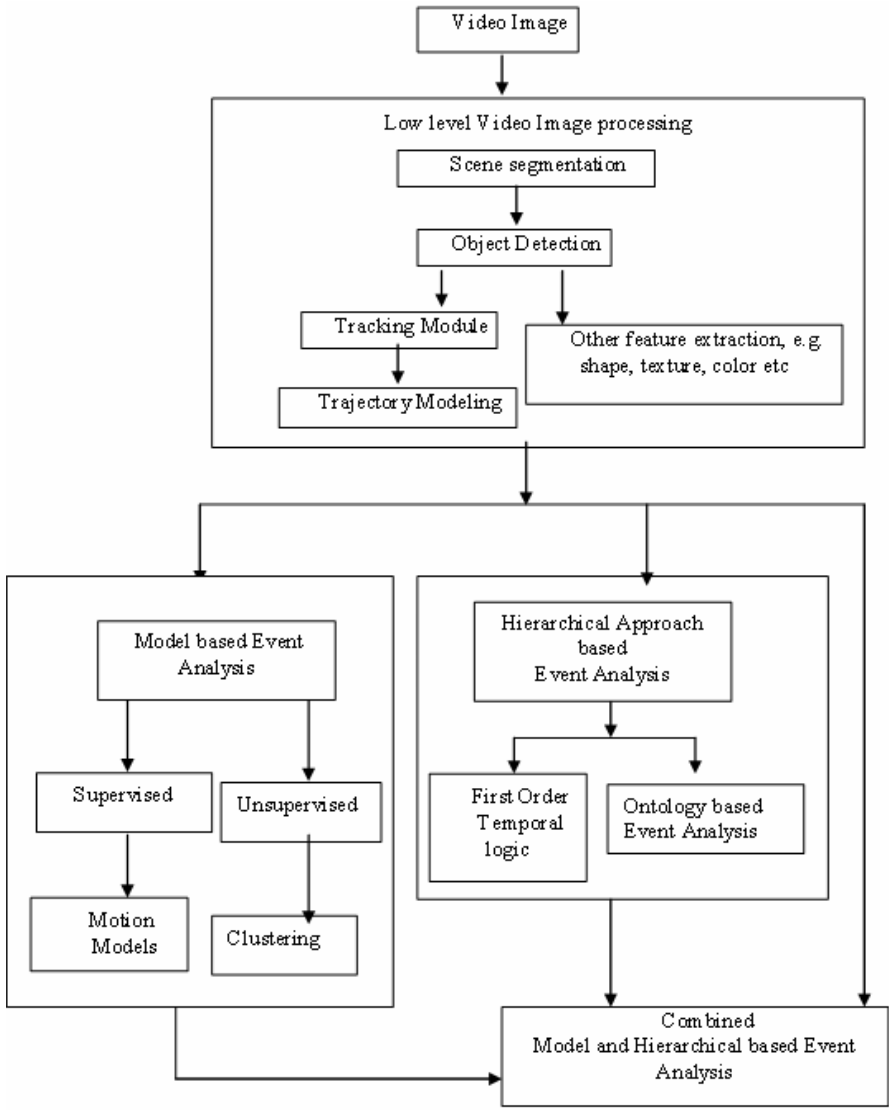 Video Image
Low level Video Image processing
Scene segmentation
Object Detection
Tracking Module
Other feature extraction, e.g.
shape, texture, color etc
Trajectory Modeling
Model based Event
Analysis
Supervised
Unsupervised
Motion
Models
Clustering
Hierarchical Approach
based
Event Analysis
First Order
Temporal
logic
Ontology based
Event Analysis
Combined
Model and Hierarchical based Event
Analysis